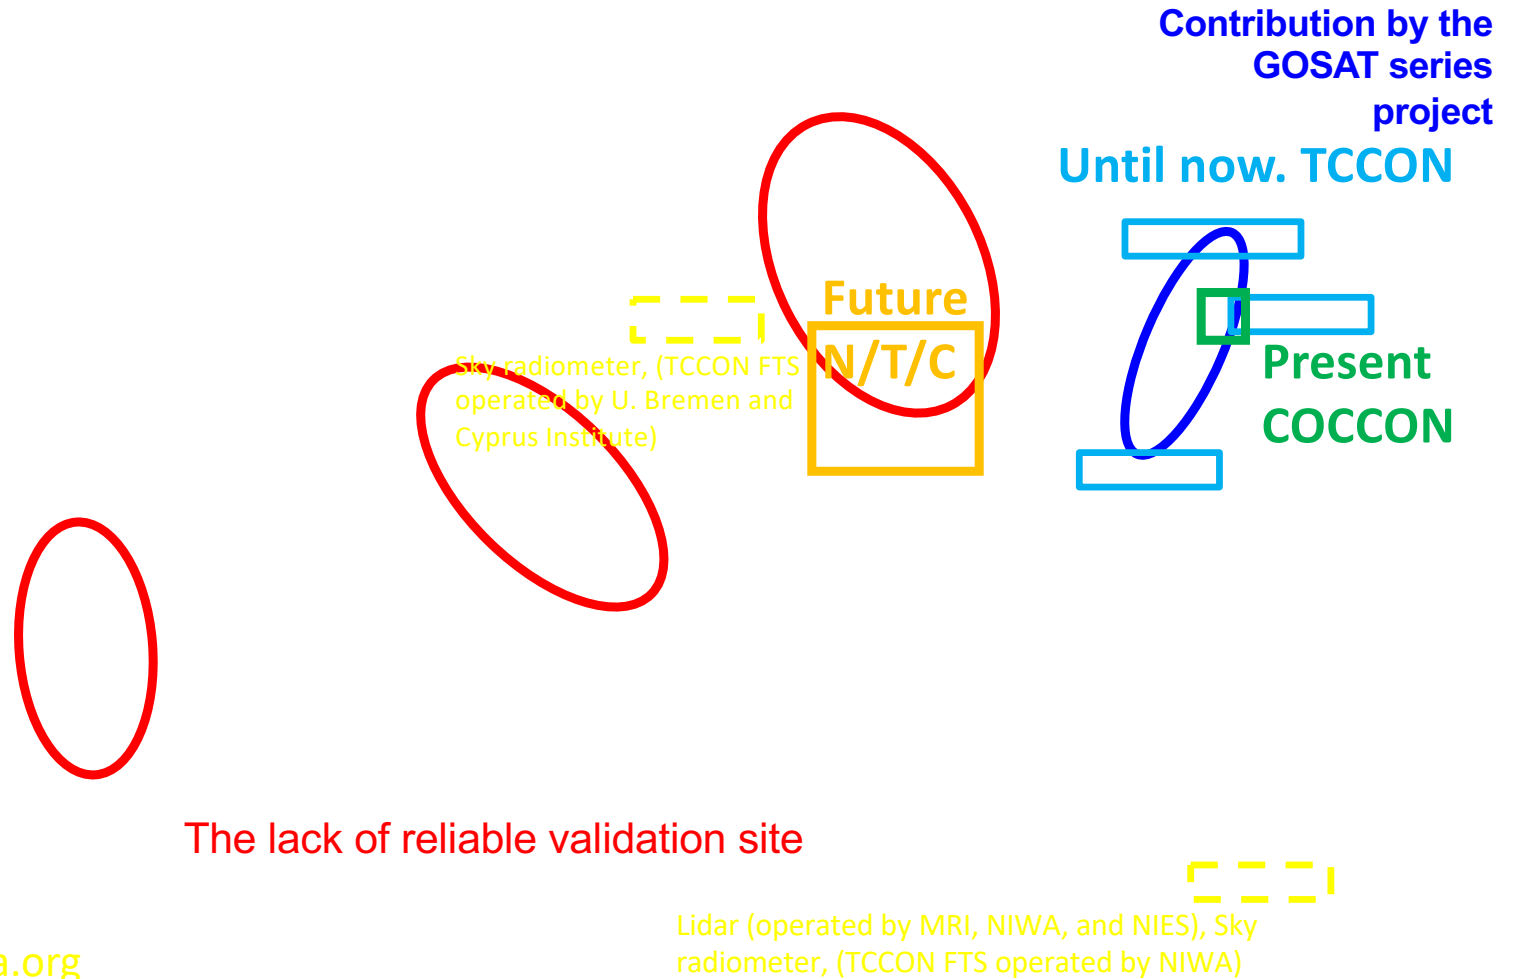 Contribution by the
GOSAT series
project
Until now. TCCON
Future
N/T/C
Sky radiometer, (TCCON FTS
operated by U. Bremen and
Cyprus Institute)
Present
COCCON
The lack of reliable validation site
Lidar (operated by MRI, NIWA, and NIES), Sky
radiometer, (TCCON FTS operated by NIWA)
a.org